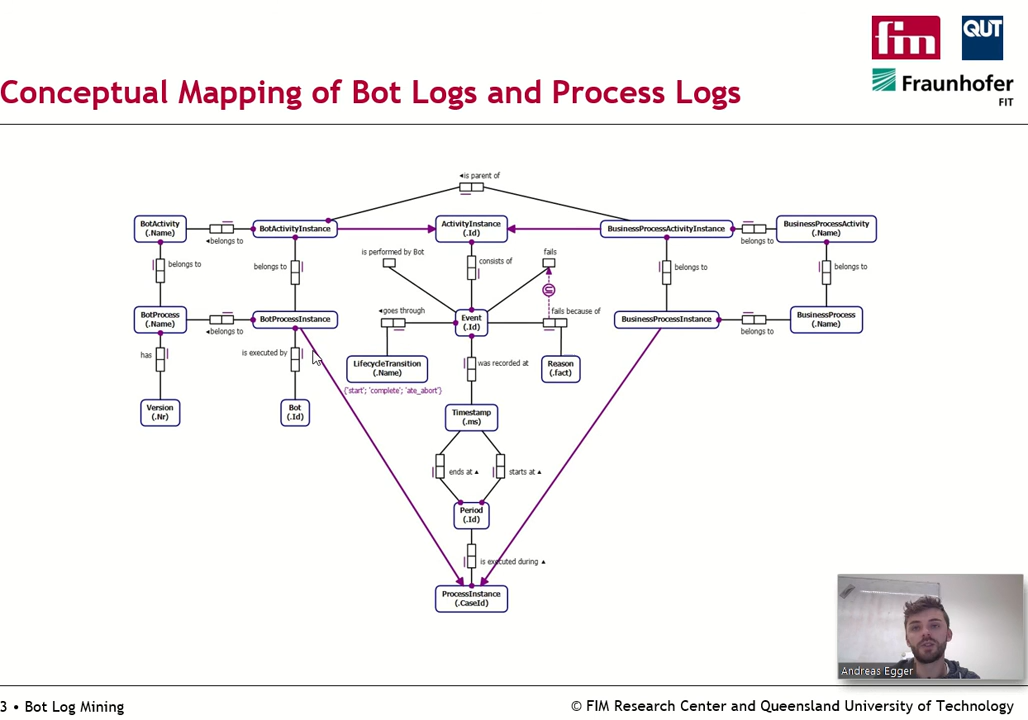 fim
QUT
Fraunhofer
FIT
Conceptual Mapping of Bot Logs and Process Logs
◄is parent of
BotActivity
(.Name)
◄belongs to
BotActivityInstance
ActivityInstance
(.Id)
BusinessProcessActivityInstance
belongs to
BusinessProcessActivity
(.Name)
belongs to
belongs to
is performed by Bot
consists of
fails
belongs to
belongs to
BotProcess
(.Name)
◄belongs to
BotProcessInstance
◄goes through
Event
(.Id)
fails because of
BusinessProcessInstance
belongs to
BusinessProcess
(.Name)
has
is executed by
LifecycleTransition
(.Name)
{'start'; 'complete'; 'ate_abort'}
was recorded at
Reason
(.fact)
Version
(.Nr)
Bot
(.Id)
Timestamp
(.ms)
ends at ▲
starts at ▲
Period
(.Id)
is executed during ▲
ProcessInstance
(.CaseId)
Andreas Egger
3 • Bot Log Mining
© FIM Research Center and Queensland University of Technology